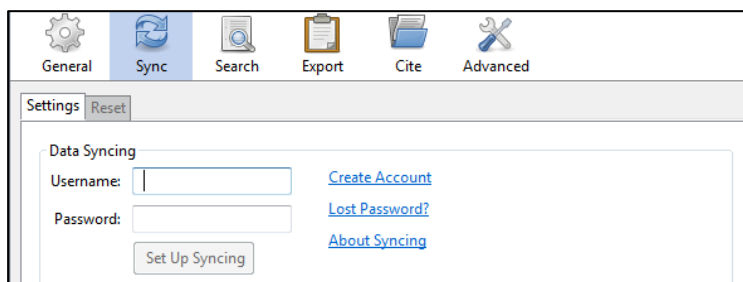 General Sync Search Export Cite Advanced
Settings Reset
Data Syncing
Username: Create Account
Password: Lost Password?
About Syncing
Set Up Syncing